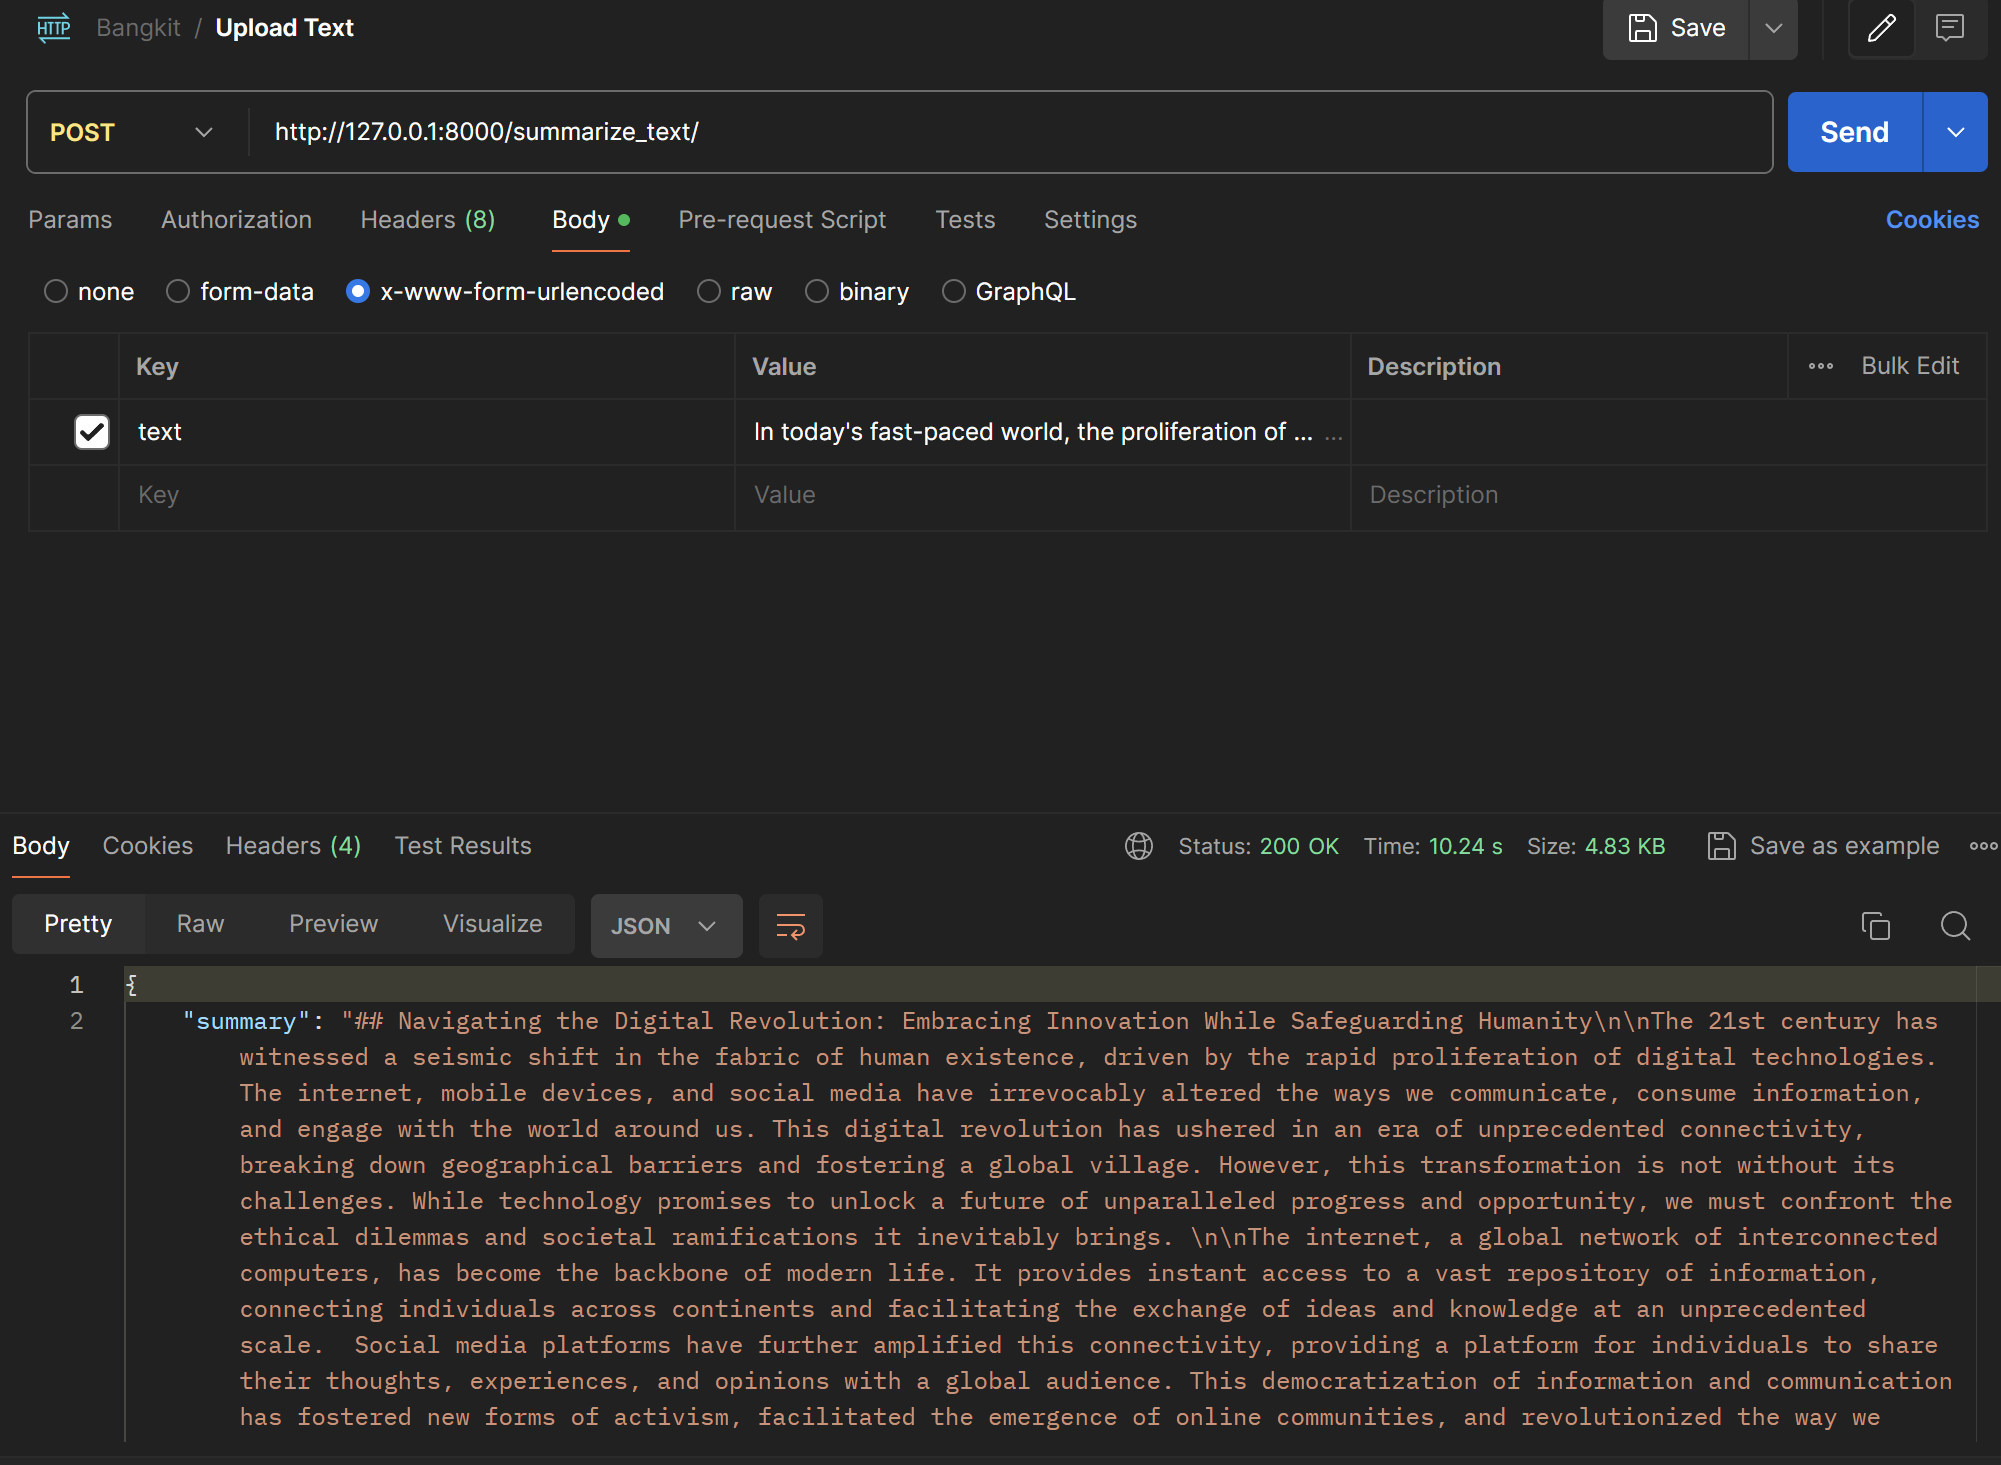 HTTP Bangkit / Upload Text Save
POST http://127.0.0.1:8000/summarize_text/ Send
Params Authorization Headers (8) Body Pre-request Script Tests Settings Cookies
none form-data x-www-form-urlencoded raw binary GraphQL
Key Value Description ooo Bulk Edit
text In today's fast-paced world, the proliferation of ... ...
Key Value Description
Body Cookies Headers (4) Test Results Status: 200 OK Time: 10.24 s Size: 4.83 KB Save as example ooo
Pretty Raw Preview Visualize JSON
1 {
2 "summary": "## Navigating the Digital Revolution: Embracing Innovation While Safeguarding Humanity\n\nThe 21st century has
witnessed a seismic shift in the fabric of human existence, driven by the rapid proliferation of digital technologies.
The internet, mobile devices, and social media have irrevocably altered the ways we communicate, consume information,
and engage with the world around us. This digital revolution has ushered in an era of unprecedented connectivity,
breaking down geographical barriers and fostering a global village. However, this transformation is not without its
challenges. While technology promises to unlock a future of unparalleled progress and opportunity, we must confront the
ethical dilemmas and societal ramifications it inevitably brings. \n\nThe internet, a global network of interconnected
computers, has become the backbone of modern life. It provides instant access to a vast repository of information,
connecting individuals across continents and facilitating the exchange of ideas and knowledge at an unprecedented
scale.  Social media platforms have further amplified this connectivity, providing a platform for individuals to share
their thoughts, experiences, and opinions with a global audience. This democratization of information and communication
has fostered new forms of activism, facilitated the emergence of online communities, and revolutionized the way we